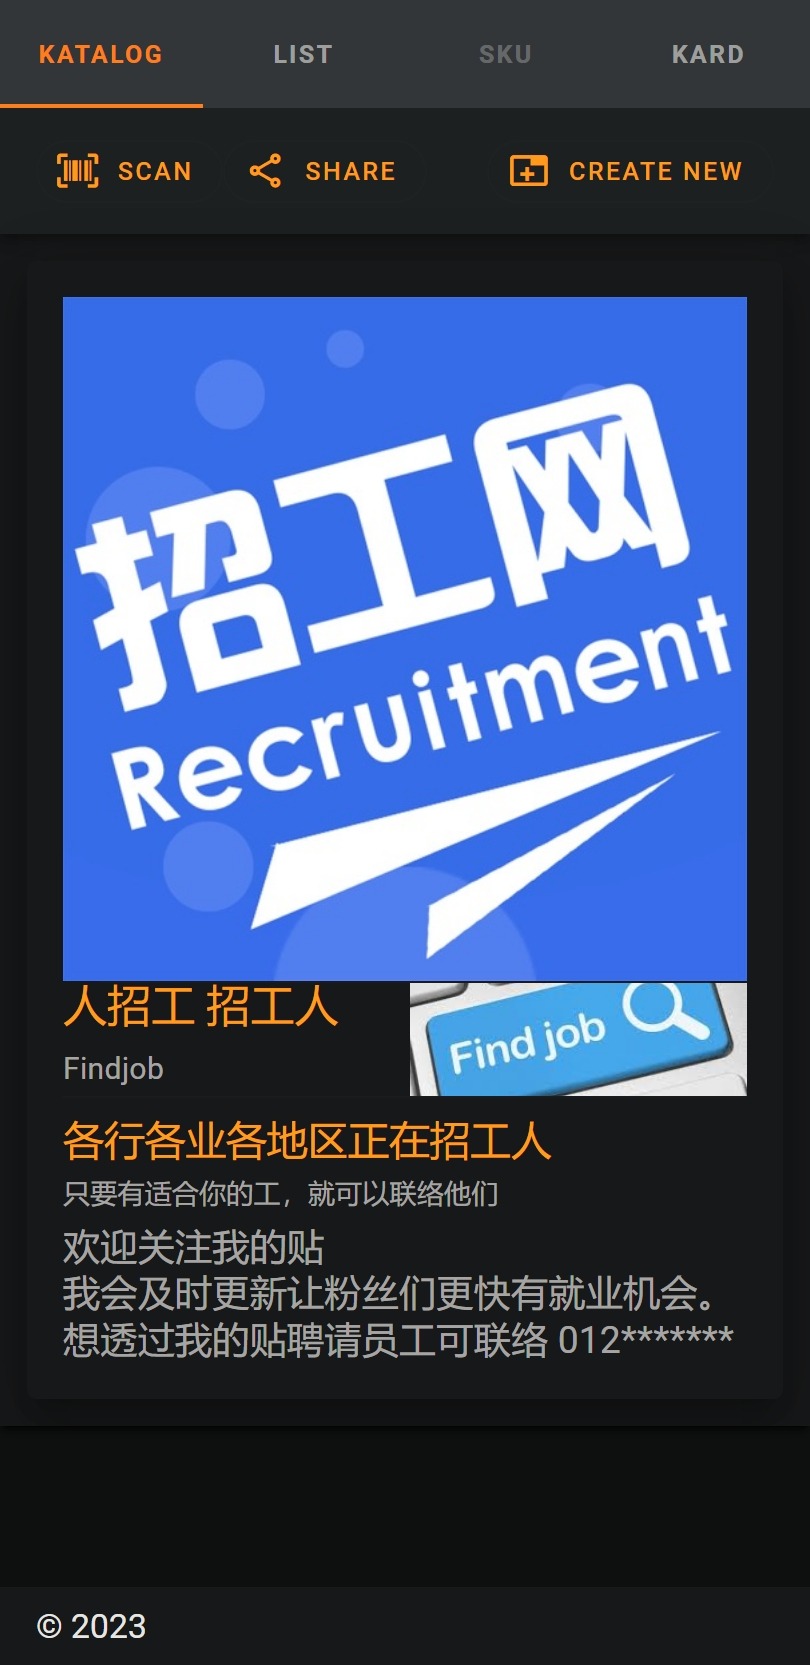 KATALOG LIST SKU KARD
SCAN SHARE CREATE NEW
招工网
Recruitment
人招工 招工人
Find job
Findjob
各行各业各地区正在招工人
只要有适合你的工，就可以联络他们
欢迎关注我的贴
我会及时更新让粉丝们更快有就业机会。
想透过我的贴聘请员工可联络 012*******
© 2023